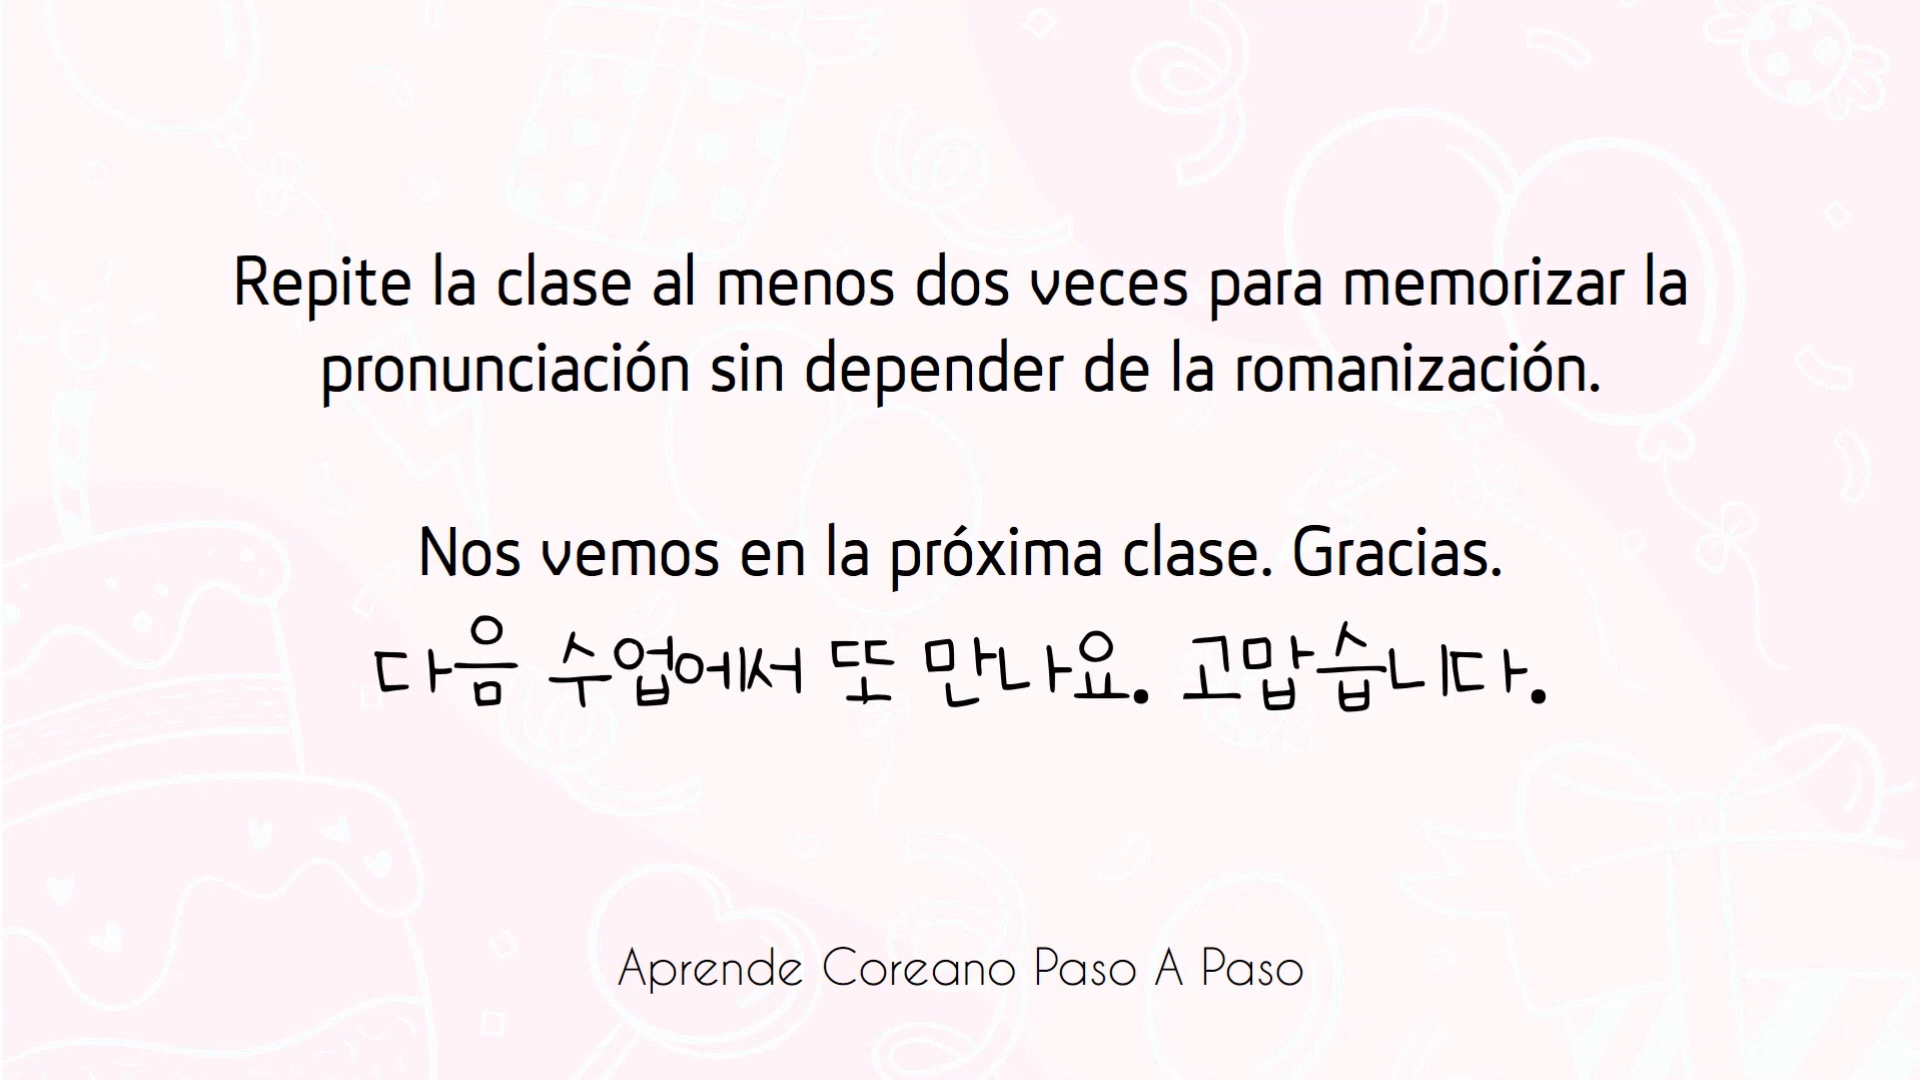 Repite la clase al menos dos veces para memorizar la
pronunciación sin depender de la romanización.
Nos vemos en la próxima clase. Gracias.
다음 수업에서 또 만나요. 고맙습니다.
Aprende Coreano Paso A Paso